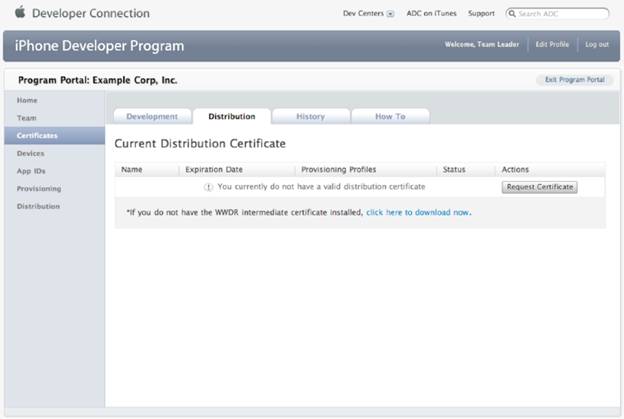 Developer Connection
Dev Centers
ADC on iTunes
Support
Search ADC
iPhone Developer Program
Welcome, Team Leader
Edit Profile
Log out
Program Portal: Example Corp, Inc.
Exit Program Portal
Home
Team
Certificates
Devices
App IDs
Provisioning
Distribution
Development
Distribution
History
How To
Current Distribution Certificate
Name
Expiration Date
Provisioning Profiles
Status
Actions
You currently do not have a valid distribution certificate
Request Certificate
*If you do not have the WWDR intermediate certificate installed, click here to download now.